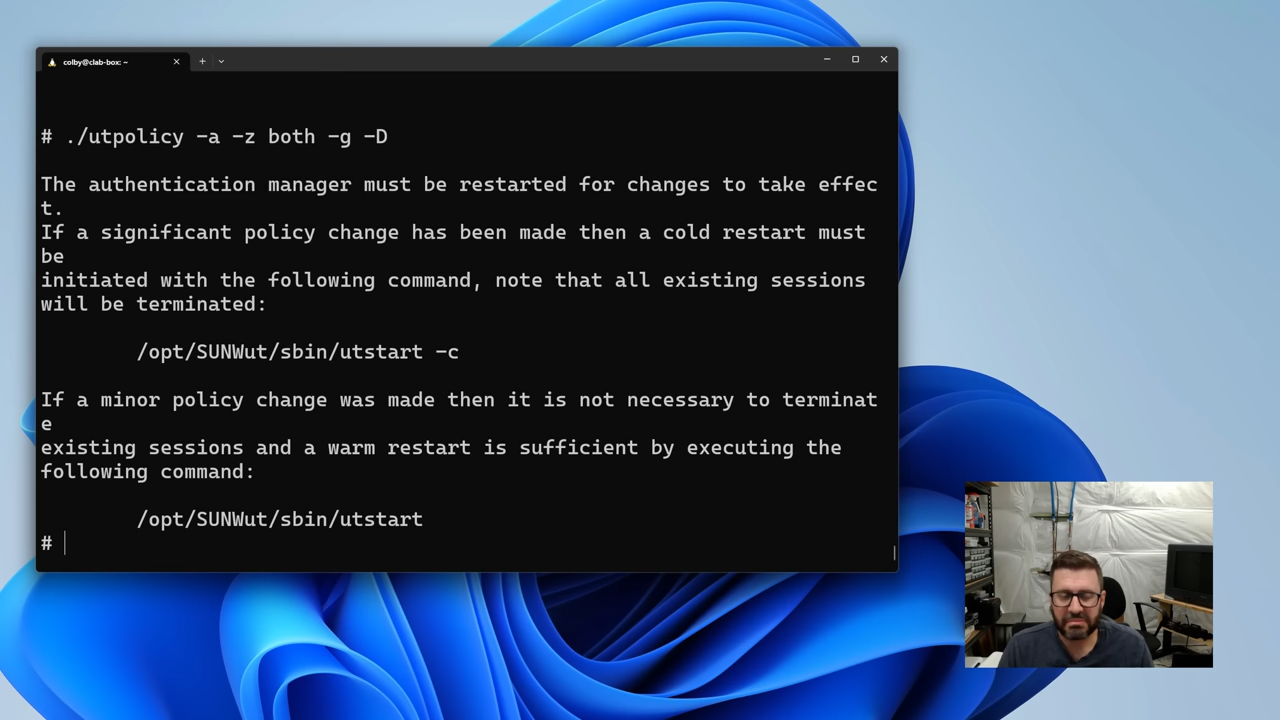 colby@clab-box: ~
# ./utpolicy -a -z both -g -D
The authentication manager must be restarted for changes to take effec
t.
If a significant policy change has been made then a cold restart must
be
initiated with the following command, note that all existing sessions
will be terminated:
/opt/SUNWut/sbin/utstart -c
If a minor policy change was made then it is not necessary to terminat
e
existing sessions and a warm restart is sufficient by executing the
following command:
/opt/SUNWut/sbin/utstart
#